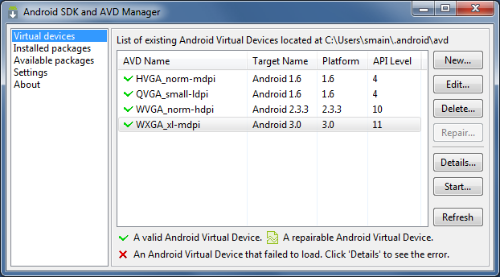 Android SDK and AVD Manager
Virtual devices
Installed packages
Available packages
Settings
About
List of existing Android Virtual Devices located at C:\Users\smain\.android\avd
AVD Name Target Name Platform API Level
HVGA_norm-mdpi Android 1.6 1.6 4
QVGA_small-ldpi Android 1.6 1.6 4
WVGA_norm-hdpi Android 2.3.3 2.3.3 10
WXGA_xl-mdpi Android 3.0 3.0 11
New...
Edit...
Delete...
Repair...
Details...
Start...
Refresh
A valid Android Virtual Device. A repairable Android Virtual Device.
An Android Virtual Device that failed to load. Click 'Details' to see the error.